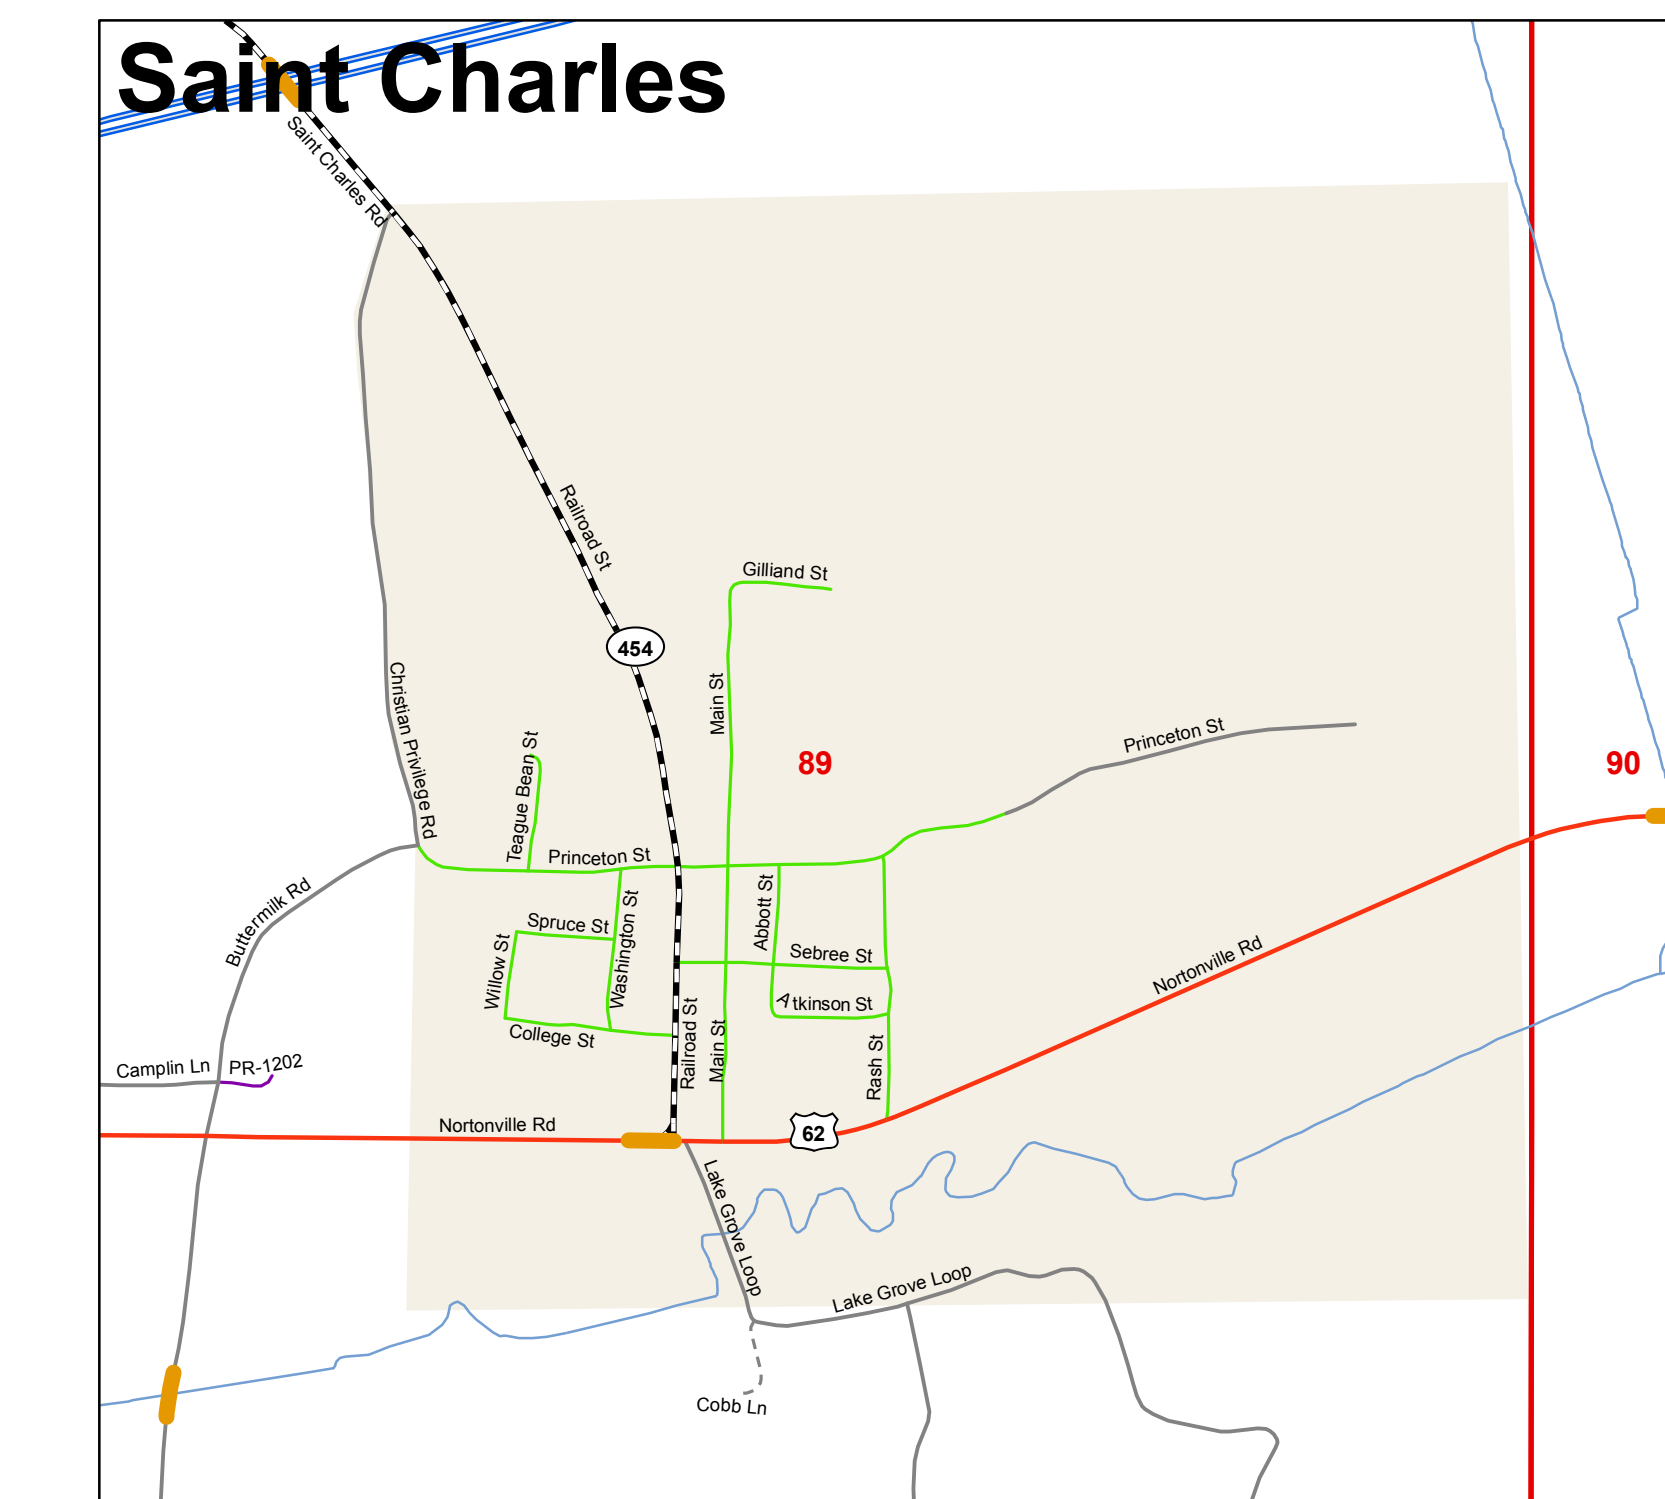 Saint Charles
Saint Charles Rd
Railroad St
Gilliand St
454
Christian Privilege Rd
Main St
Teague Bean St
Princeton St
89
90
Princeton St
Buttermilk Rd
Spruce St
Washington St
Abbott St
Willow St
Sebree St
Nortonville Rd
Atkinson St
College St
Railroad St
Main St
Rash St
Camplin Ln
PR-1202
Nortonville Rd
62
Lake Grove Loop
Lake Grove Loop
Cobb Ln